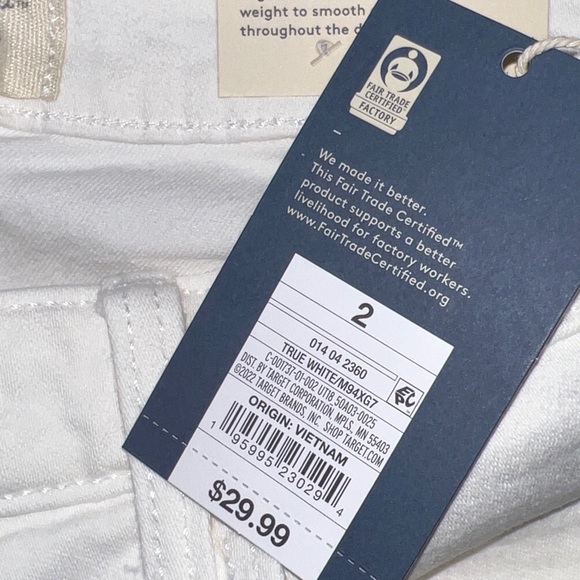 weight to smooth
throughout the
FAIR TRADE
CERTIFIED
FACTORY
We made it better.
This Fair Trade Certified™
product supports a better
livelihood for factory workers.
www.FairTradeCertified.org
2
014 04 2360
TRUE WHITE/M94XG7
C-001737-01-002 UT18 50A03-0025
DIST. BY TARGET CORPORATION, MPLS, MN 55403
©2022 TARGET BRANDS, INC. SHOP TARGET.COM
ORIGIN: VIETNAM
1 95995 23029 4
$29.99